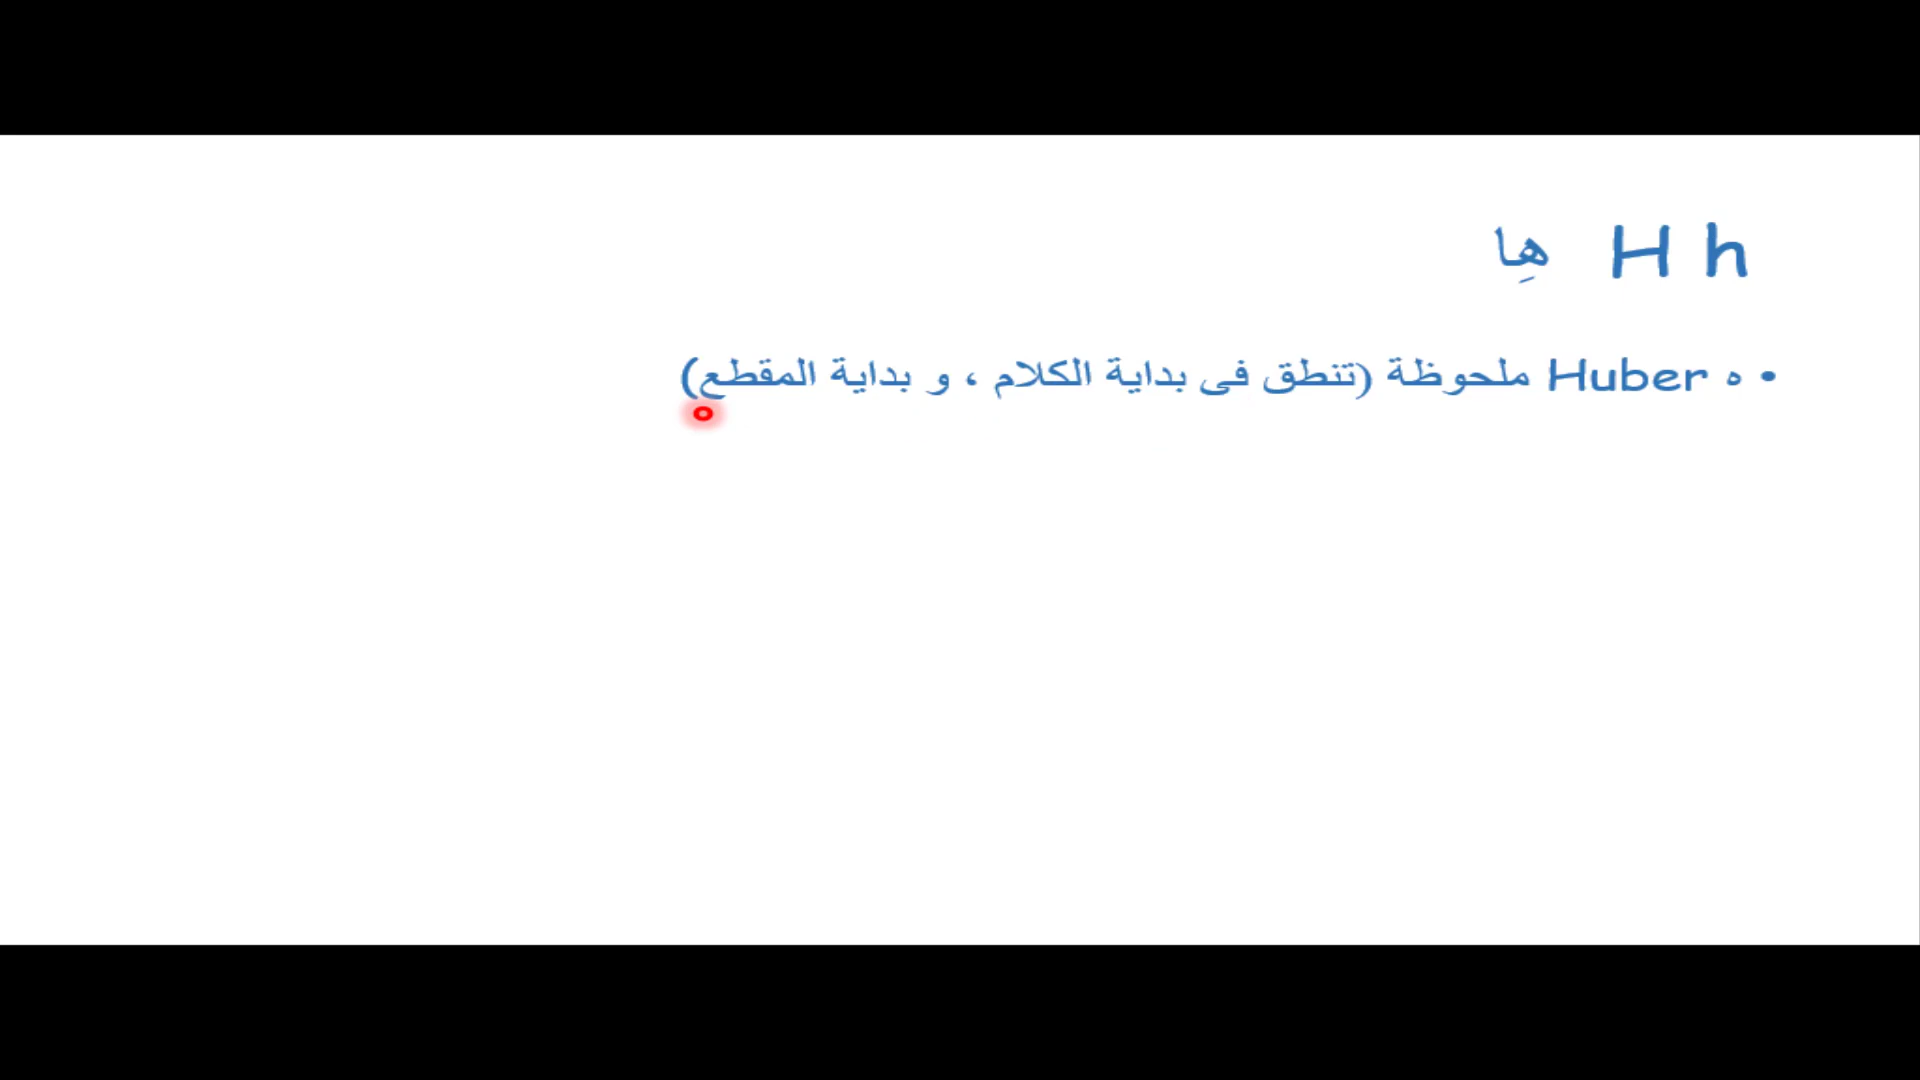 H h هِا
• ه Huber ملحوظة (تنطق فى بداية الكلام ، و بداية المقطع)